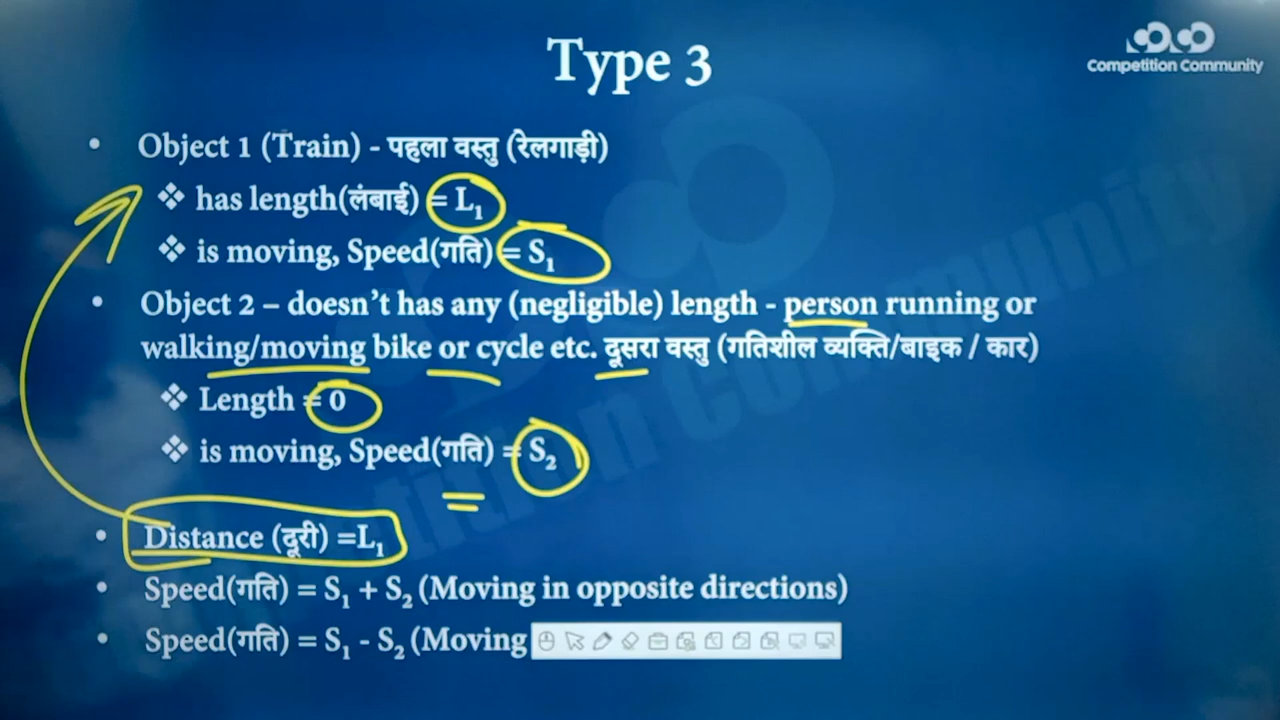 Type 3
Competition Community
• Object 1 (Train) - पहला वस्तु (रेलगाड़ी)
❖ has length(लंबाई) = L₁
❖ is moving, Speed(गति) = S₁
• Object 2 – doesn’t has any (negligible) length - person running or
walking/moving bike or cycle etc. दूसरा वस्तु (गतिशील व्यक्ति/बाइक / कार)
❖ Length = 0
❖ is moving, Speed(गति) = S₂
• Distance (दूरी) =L₁
• Speed(गति) = S₁ + S₂ (Moving in opposite directions)
• Speed(गति) = S₁ - S₂ (Moving